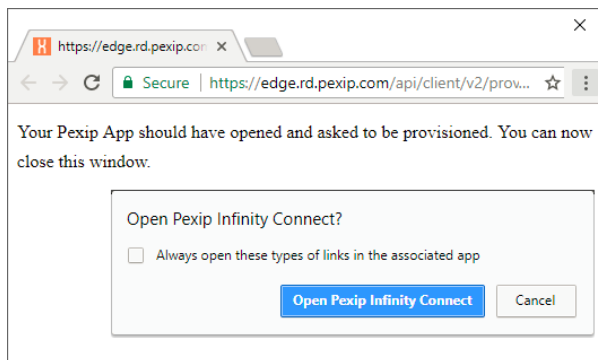 https://edge.rd.pexip.con
Secure | https://edge.rd.pexip.com/api/client/v2/prov...
Your Pexip App should have opened and asked to be provisioned. You can now
close this window.
Open Pexip Infinity Connect?
Always open these types of links in the associated app
Open Pexip Infinity Connect
Cancel